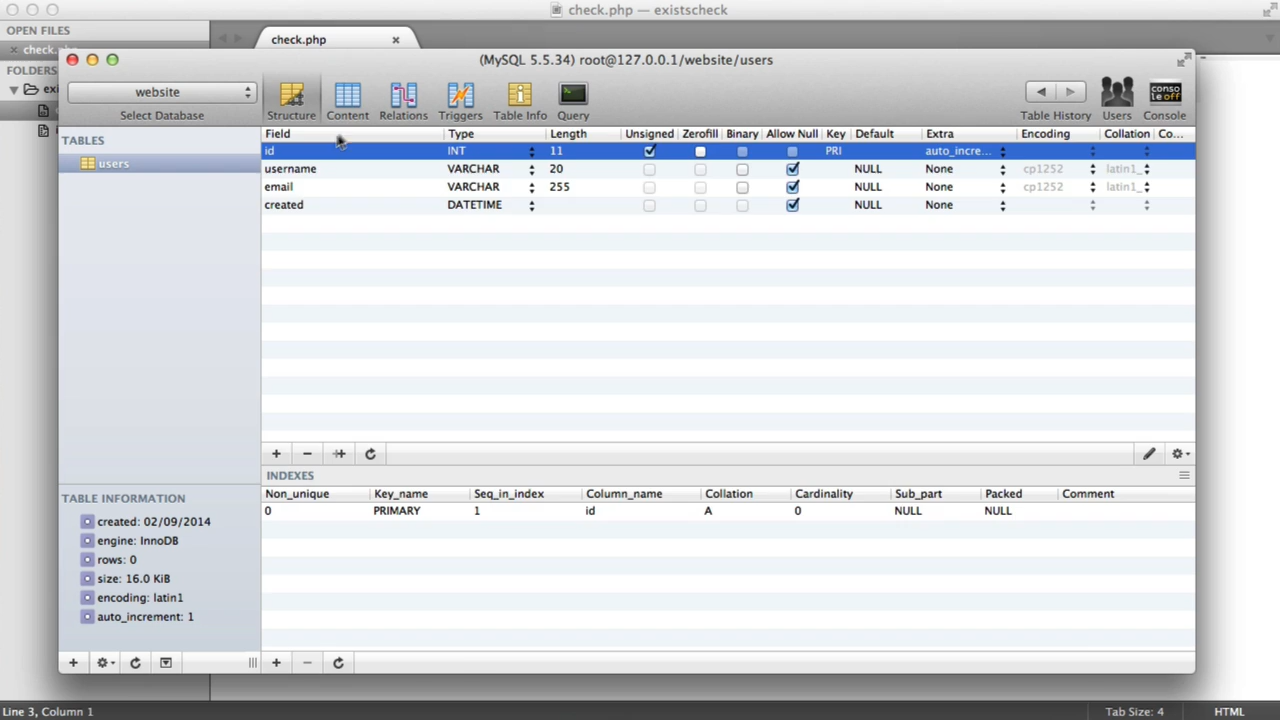 check.php — existscheck
OPEN FILES
check.php
check.
FOLDERS
(MySQL 5.5.34) root@127.0.0.1/website/users
website
Select Database
Structure
Content
Relations
Triggers
Table Info
Query
Table History
Users
conso
le off
Console
TABLES
users
Field Type Length Unsigned Zerofill Binary Allow Null Key Default Extra Encoding Collation Co...
id INT 11 PRI auto_incre...
username VARCHAR 20 NULL None cp1252 latin1_
email VARCHAR 255 NULL None cp1252 latin1_
created DATETIME NULL None
INDEXES
Non_unique Key_name Seq_in_index Column_name Collation Cardinality Sub_part Packed Comment
0 PRIMARY 1 id A 0 NULL NULL
TABLE INFORMATION
created: 02/09/2014
engine: InnoDB
rows: 0
size: 16.0 KiB
encoding: latin1
auto_increment: 1
Line 3, Column 1
Tab Size: 4
HTML